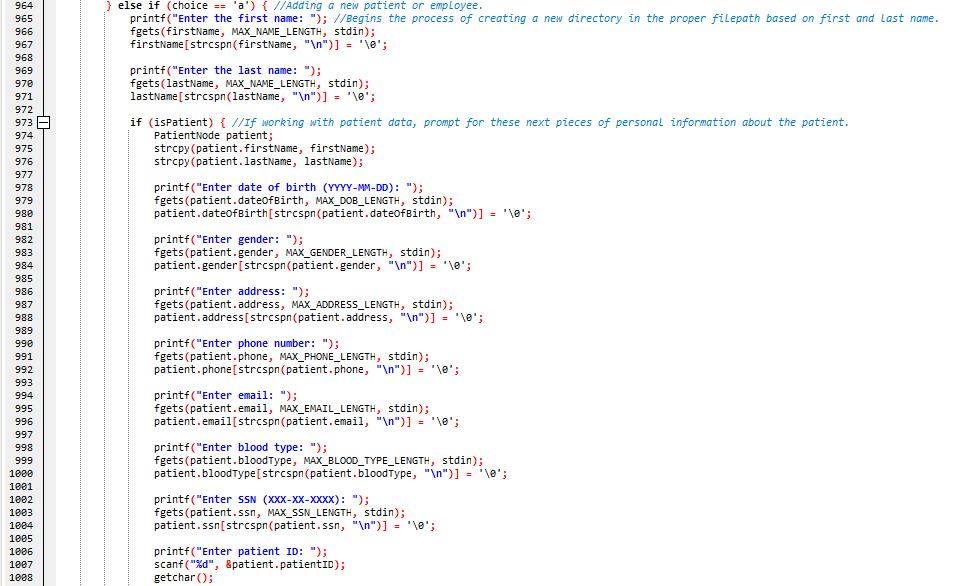 964 } else if (choice == 'a') { //Adding a new patient or employee.
965 printf("Enter the first name: "); //Begins the process of creating a new directory in the proper filepath based on first and last name.
966 fgets(firstName, MAX_NAME_LENGTH, stdin);
967 firstName[strcspn(firstName, "\n")] = '\0';
968
969 printf("Enter the last name: ");
970 fgets(lastName, MAX_NAME_LENGTH, stdin);
971 lastName[strcspn(lastName, "\n")] = '\0';
972
973 if (isPatient) { //If working with patient data, prompt for these next pieces of personal information about the patient.
974 PatientNode patient;
975 strcpy(patient.firstName, firstName);
976 strcpy(patient.lastName, lastName);
977
978 printf("Enter date of birth (YYYY-MM-DD): ");
979 fgets(patient.dateOfBirth, MAX_DOB_LENGTH, stdin);
980 patient.dateOfBirth[strcspn(patient.dateOfBirth, "\n")] = '\0';
981
982 printf("Enter gender: ");
983 fgets(patient.gender, MAX_GENDER_LENGTH, stdin);
984 patient.gender[strcspn(patient.gender, "\n")] = '\0';
985
986 printf("Enter address: ");
987 fgets(patient.address, MAX_ADDRESS_LENGTH, stdin);
988 patient.address[strcspn(patient.address, "\n")] = '\0';
989
990 printf("Enter phone number: ");
991 fgets(patient.phone, MAX_PHONE_LENGTH, stdin);
992 patient.phone[strcspn(patient.phone, "\n")] = '\0';
993
994 printf("Enter email: ");
995 fgets(patient.email, MAX_EMAIL_LENGTH, stdin);
996 patient.email[strcspn(patient.email, "\n")] = '\0';
997
998 printf("Enter blood type: ");
999 fgets(patient.bloodType, MAX_BLOOD_TYPE_LENGTH, stdin);
1000 patient.bloodType[strcspn(patient.bloodType, "\n")] = '\0';
1001
1002 printf("Enter SSN (XXX-XX-XXXX): ");
1003 fgets(patient.ssn, MAX_SSN_LENGTH, stdin);
1004 patient.ssn[strcspn(patient.ssn, "\n")] = '\0';
1005
1006 printf("Enter patient ID: ");
1007 scanf("%d", &patient.patientID);
1008 getchar();